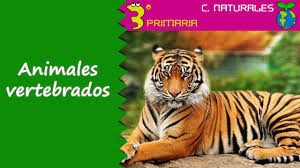 3º PRIMARIA
C. NATURALES
Animales
vertebrados